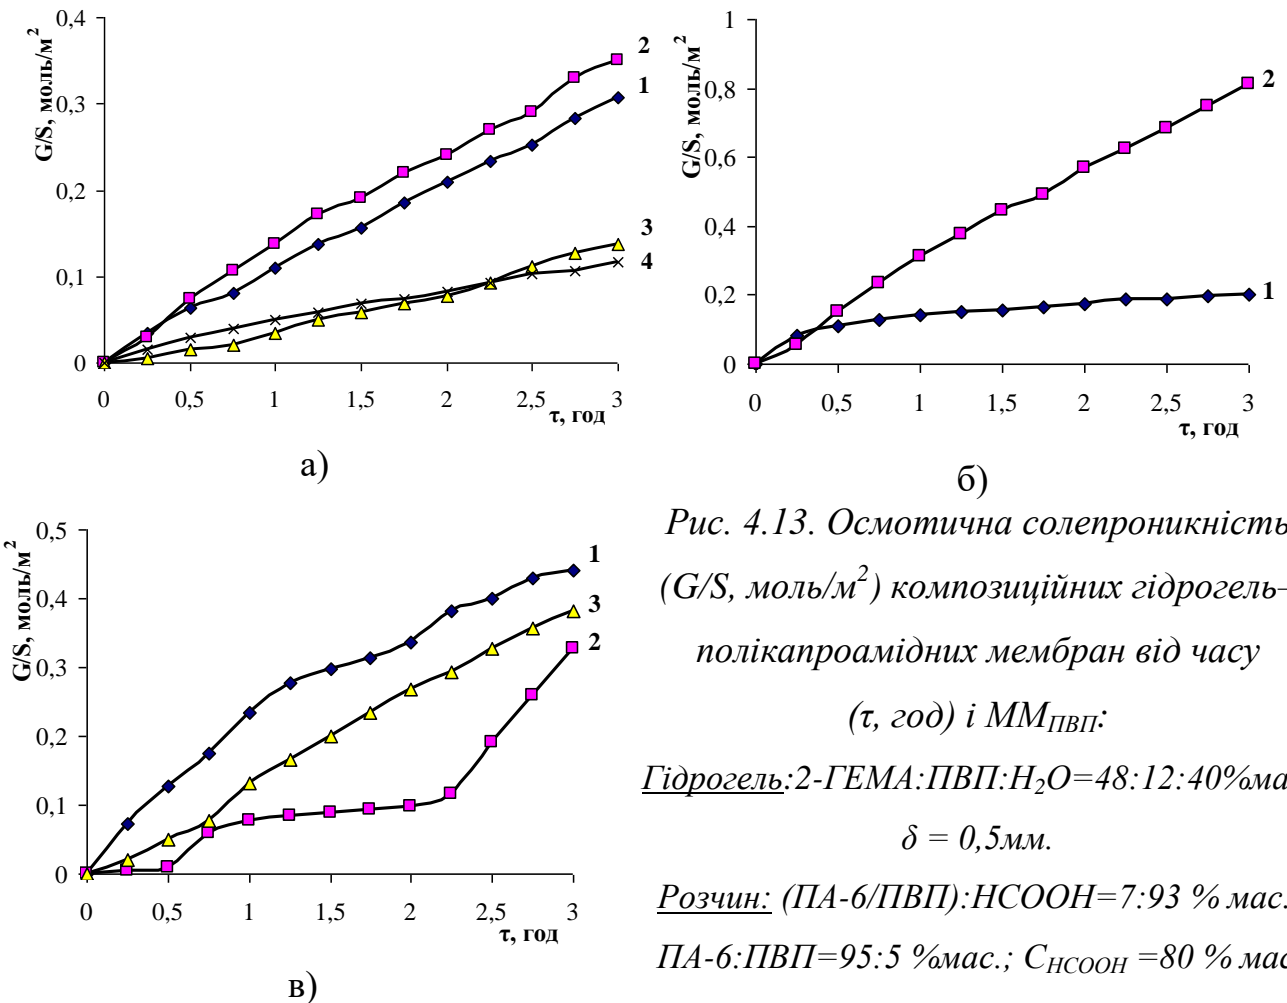 0,4
0,3
0,2
0,1
0
G/S, моль/м²
0 0,5 1 1,5 2 2,5 3
τ, год
2
1
3
4
а)
1
0,8
0,6
0,4
0,2
0
G/S, моль/м²
0 0,5 1 1,5 2 2,5 3
τ, год
2
1
б)
0,5
0,4
0,3
0,2
0,1
0
G/S, моль/м²
0 0,5 1 1,5 2 2,5 3
τ, год
1
3
2
в)
Рис. 4.13. Осмотична солепроникність
(G/S, моль/м²) композиційних гідрогель–
полікапроамідних мембран від часу
(τ, год) і ММПВП:
Гідрогель:2-ГЕМА:ПВП:H₂O=48:12:40%ма
δ = 0,5мм.
Розчин: (ПА-6/ПВП):НСООН=7:93 % мас.
ПА-6:ПВП=95:5 %мас.; CHCOOH =80 % мас